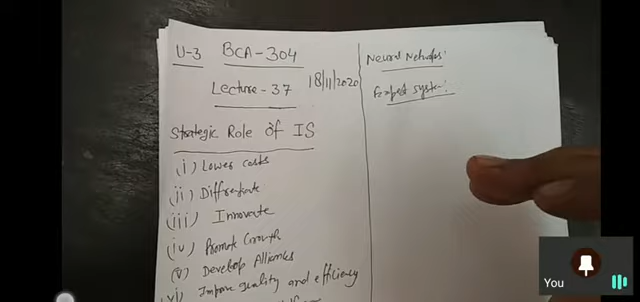 U-3 BCA-304
Lecture-37 18/11/2020
Strategic Role of IS
(i) Lower costs
(ii) Differentiate
(iii) Innovate
(iv) Promote Growth
(v) Develop Alliances
(vi) Improve quality and efficiency
Neural Networks:
Expert System:
You